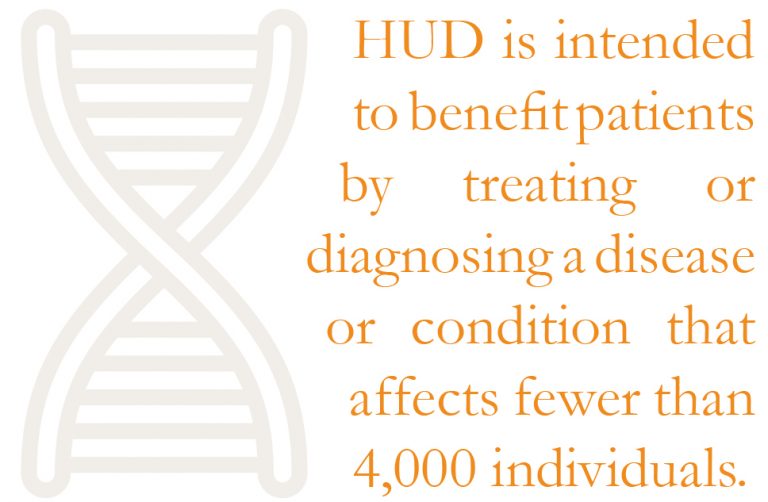 HUD is intended
to benefit patients
by treating or
diagnosing a disease
or condition that
affects fewer than
4,000 individuals.